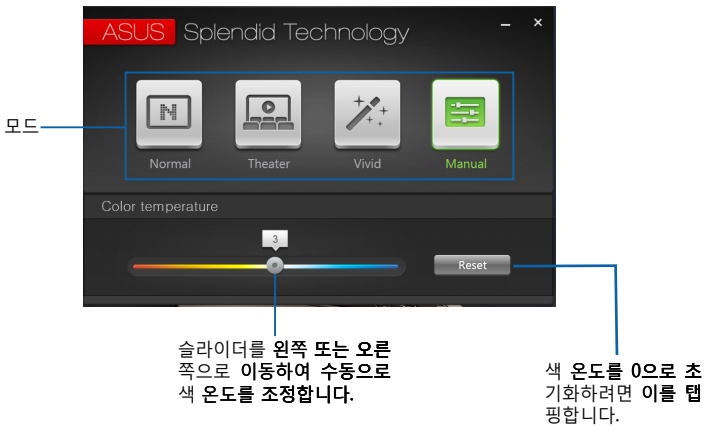 ASUS Splendid Technology
모드
Normal Theater Vivid Manual
Color temperature
3
Reset
슬라이더를 왼쪽 또는 오른
쪽으로 이동하여 수동으로
색 온도를 조정합니다.
색 온도를 0으로 초
기화하려면 이를 탭
핑합니다.